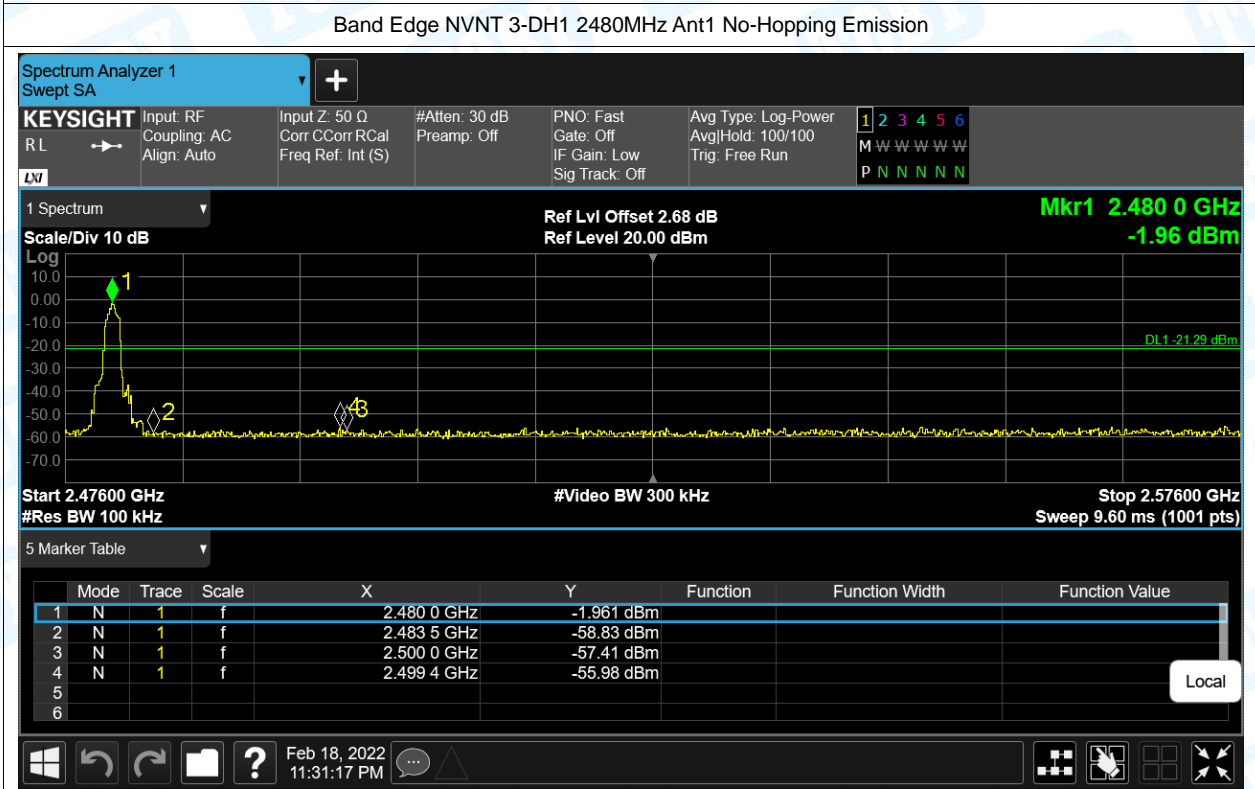 Band Edge NVNT 3-DH1 2480MHz Ant1 No-Hopping Emission
Spectrum Analyzer 1
Swept SA
+
KEYSIGHT Input: RF Input Z: 50 Ω #Atten: 30 dB PNO: Fast Avg Type: Log-Power 1 2 3 4 5 6
R L Coupling: AC Corr CCorr RCal Preamp: Off Gate: Off Avg|Hold: 100/100 M W W W W W W
Align: Auto Freq Ref: Int (S) IF Gain: Low Trig: Free Run
LXI Sig Track: Off P N N N N N N
1 Spectrum Ref Lvl Offset 2.68 dB Mkr1 2.480 0 GHz
Scale/Div 10 dB Ref Level 20.00 dBm -1.96 dBm
Log
10.0
1
0.00
-10.0
-20.0
DL1 -21.29 dBm
-30.0
-40.0
-50.0
2 43
-60.0
-70.0
Start 2.47600 GHz #Video BW 300 kHz Stop 2.57600 GHz
#Res BW 100 kHz Sweep 9.60 ms (1001 pts)
5 Marker Table
Mode Trace Scale X Y Function Function Width Function Value
1 N 1 f 2.480 0 GHz -1.961 dBm
2 N 1 f 2.483 5 GHz -58.83 dBm
3 N 1 f 2.500 0 GHz -57.41 dBm
4 N 1 f 2.499 4 GHz -55.98 dBm
5
6
Local
? Feb 18, 2022
11:31:17 PM